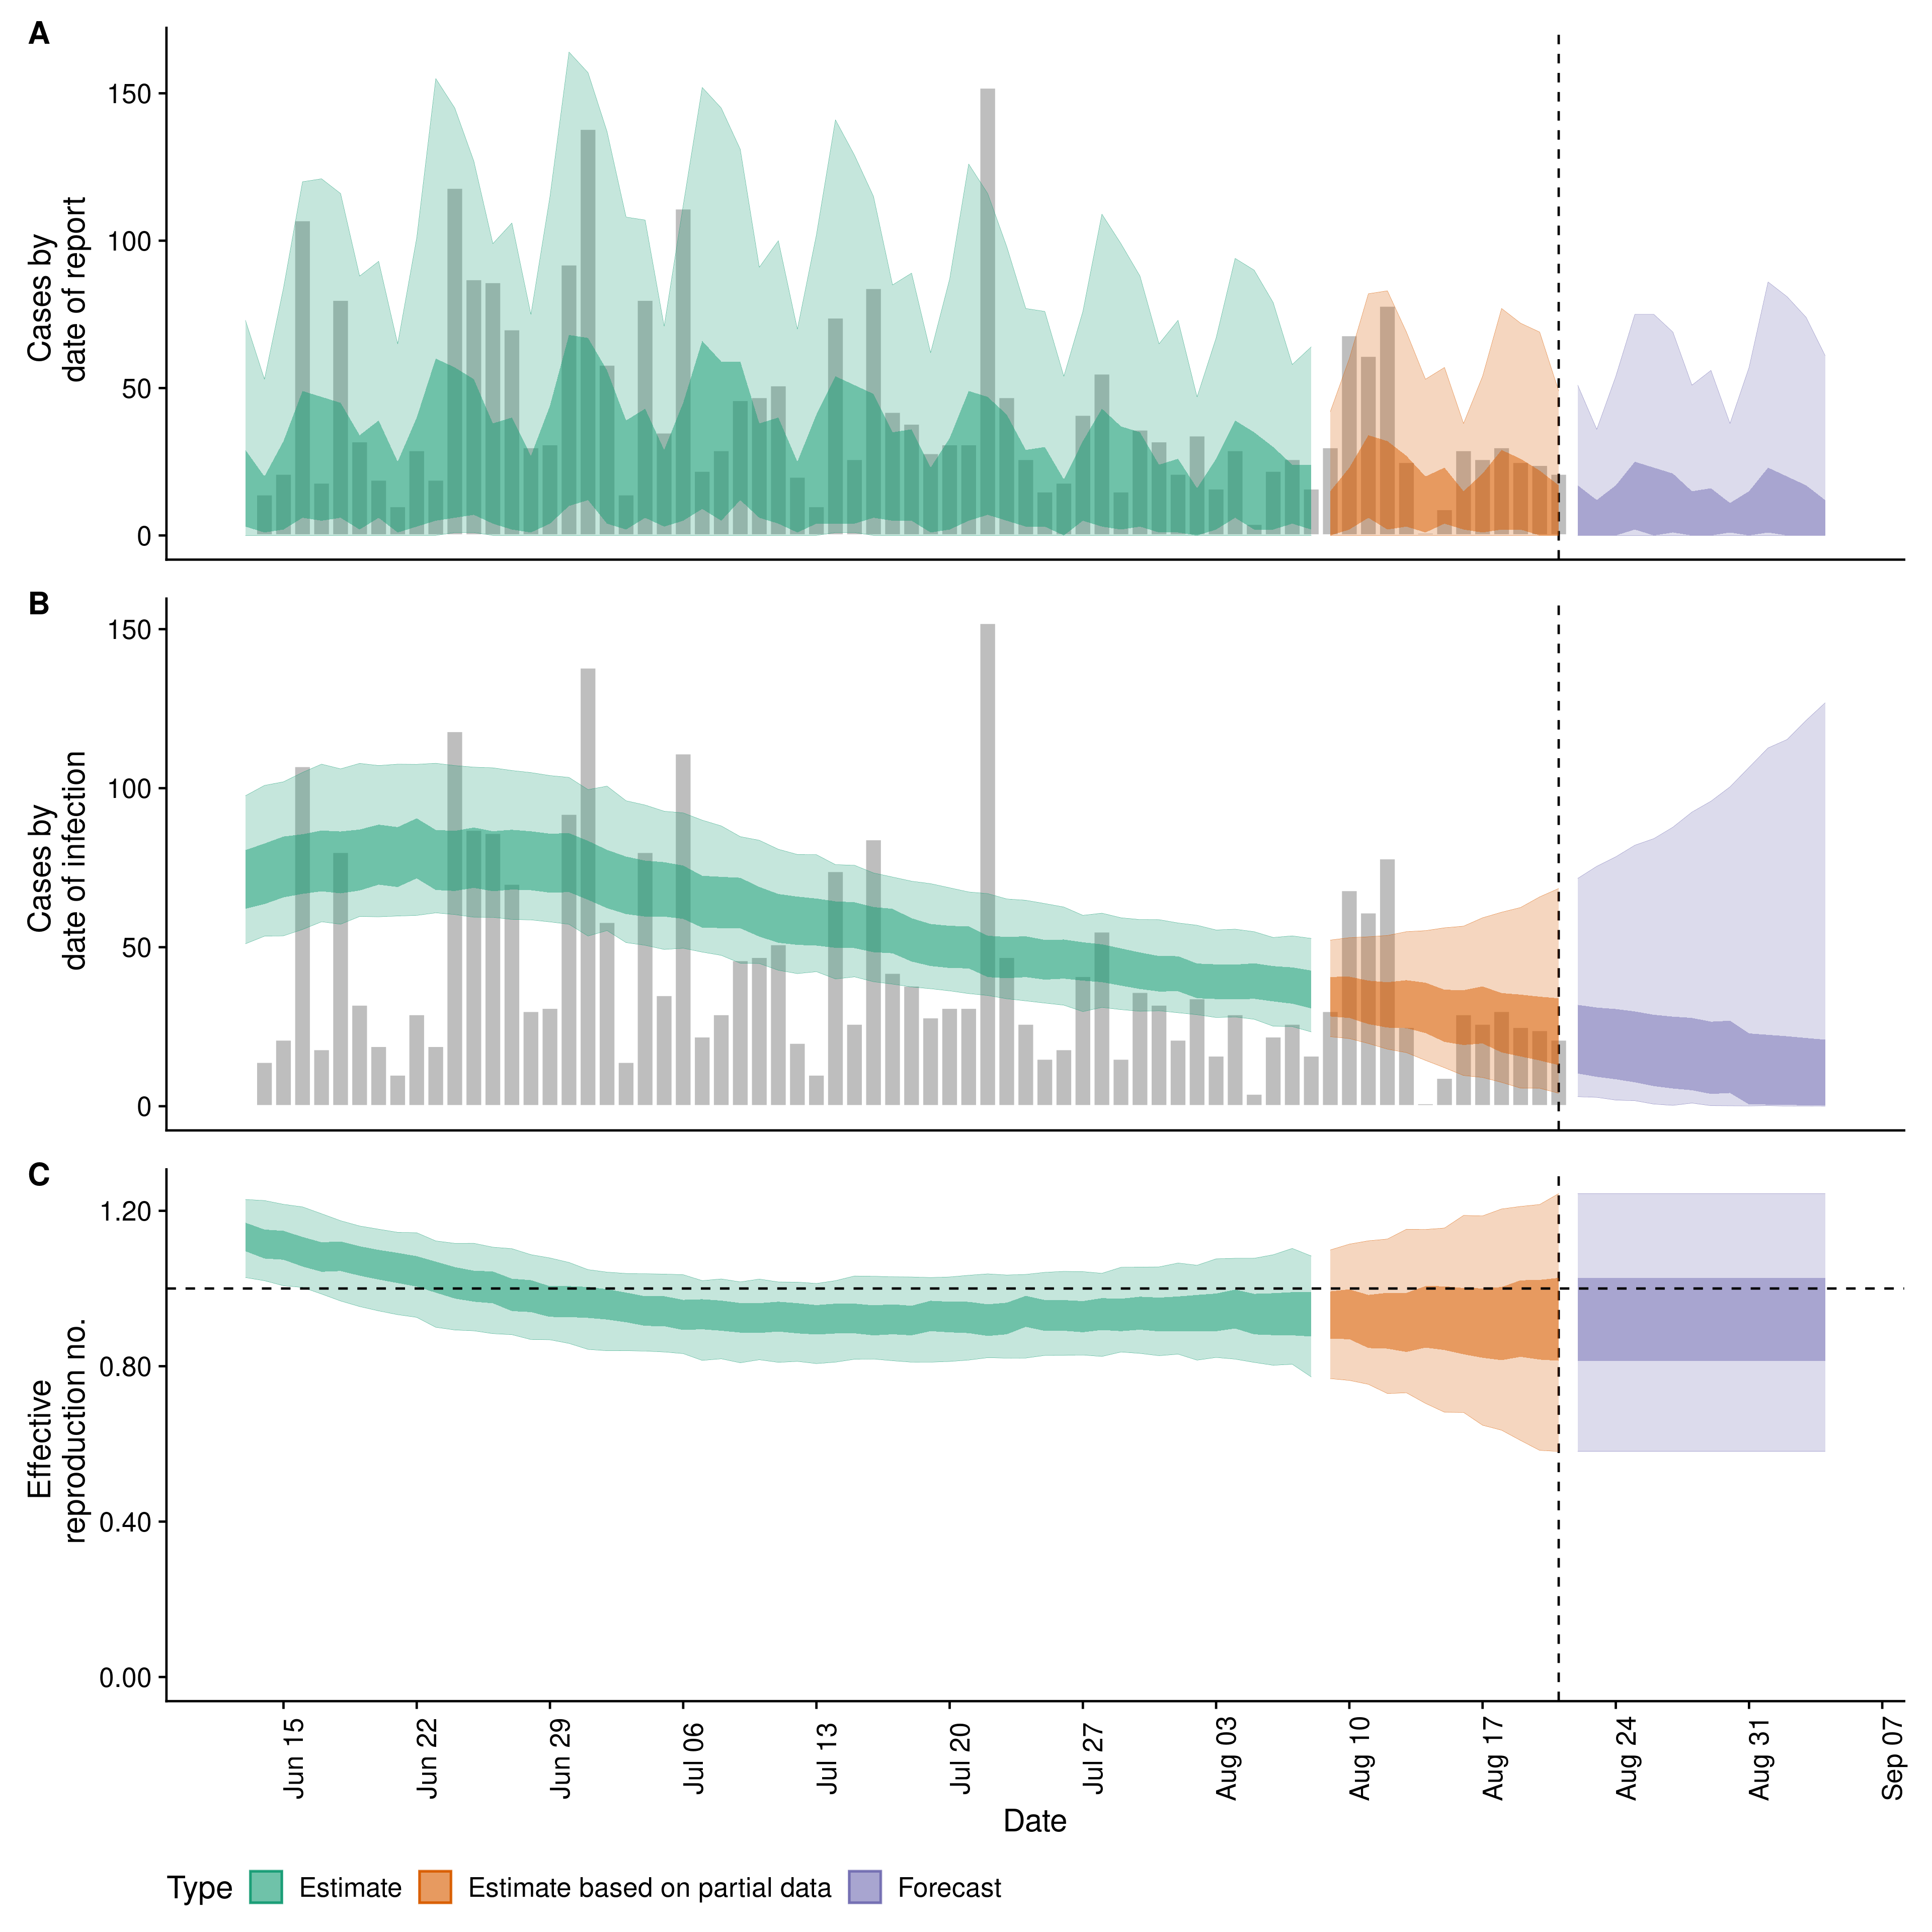 A
150
100
50
0
Cases by
date of report
B
150
100
50
0
Cases by
date of infection
C
1.20
0.80
0.40
0.00
Effective
reproduction no.
Jun 15
Jun 22
Jun 29
Jul 06
Jul 13
Jul 20
Jul 27
Aug 03
Aug 10
Aug 17
Aug 24
Aug 31
Sep 07
Date
Type Estimate Estimate based on partial data Forecast